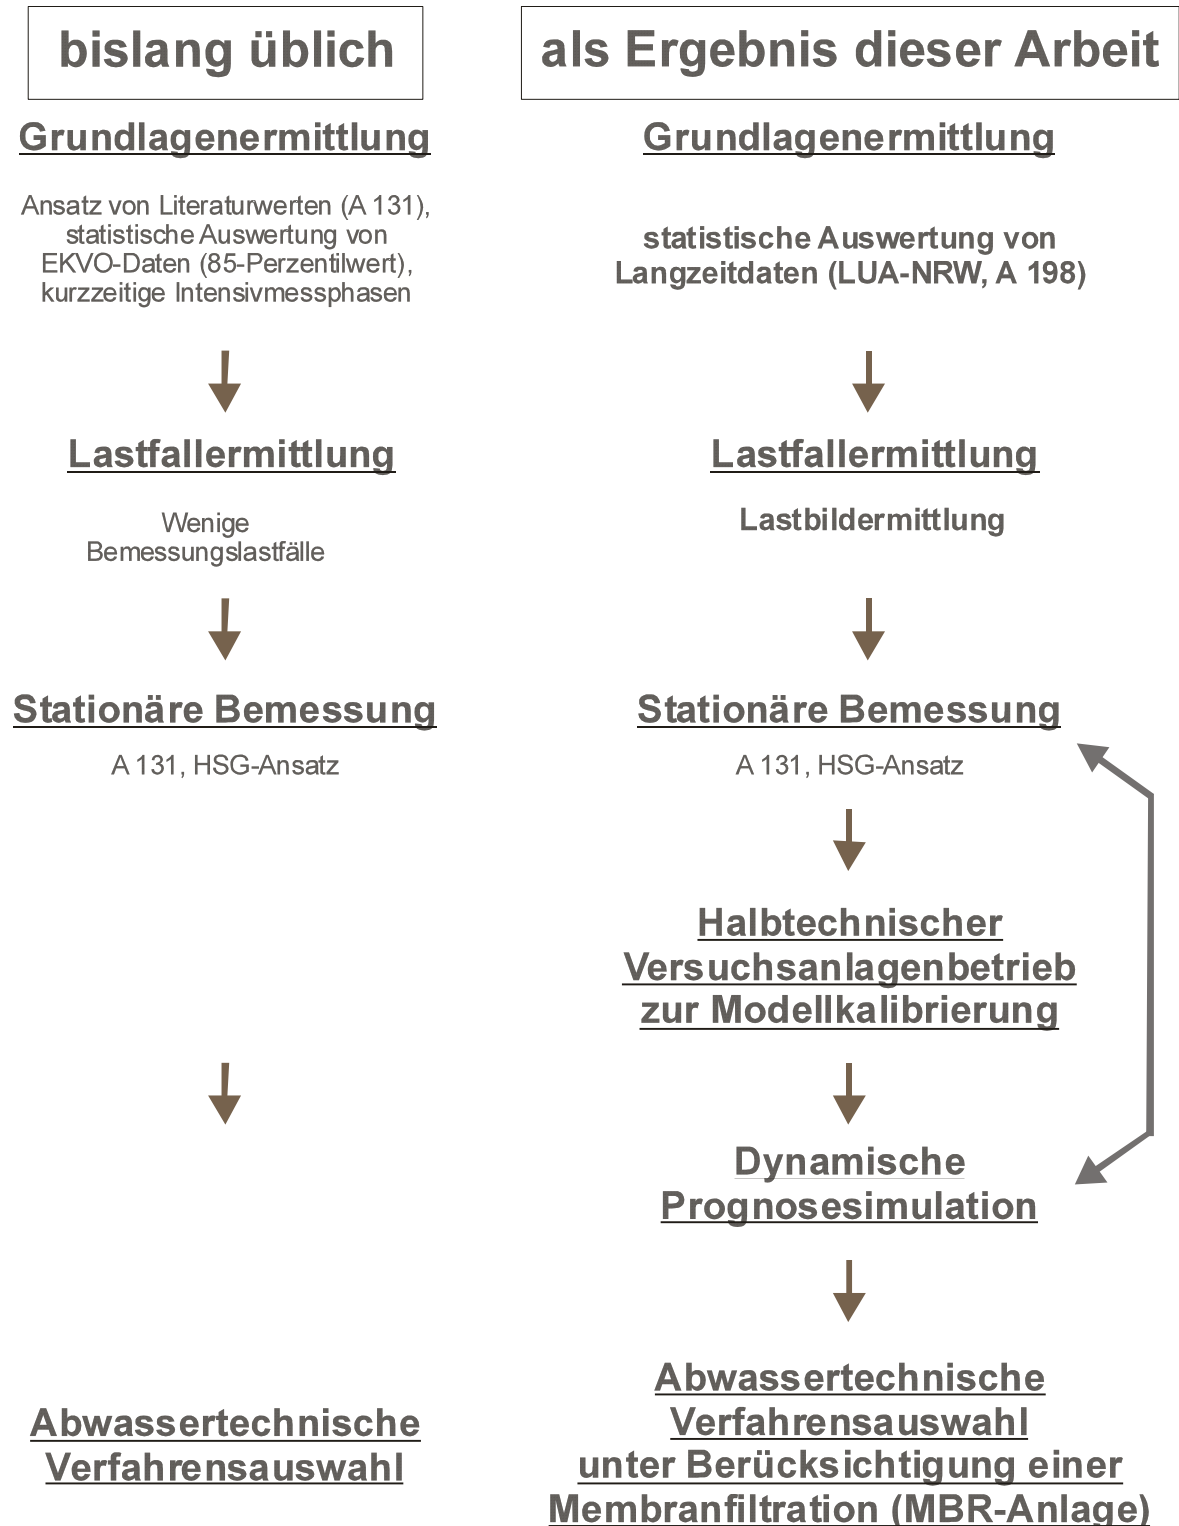 bislang üblich
Grundlagenermittlung
Ansatz von Literaturwerten (A 131),
statistische Auswertung von
EKVO-Daten (85-Perzentilwert),
kurzzeitige Intensivmessphasen
Lastfallermittlung
Wenige
Bemessungslastfälle
Stationäre Bemessung
A 131, HSG-Ansatz
Abwassertechnische
Verfahrensauswahl
als Ergebnis dieser Arbeit
Grundlagenermittlung
statistische Auswertung von
Langzeitdaten (LUA-NRW, A 198)
Lastfallermittlung
Lastbildermittlung
Stationäre Bemessung
A 131, HSG-Ansatz
Halbtechnischer
Versuchsanlagenbetrieb
zur Modellkalibrierung
Dynamische
Prognosesimulation
Abwassertechnische
Verfahrensauswahl
unter Berücksichtigung einer
Membranfiltration (MBR-Anlage)